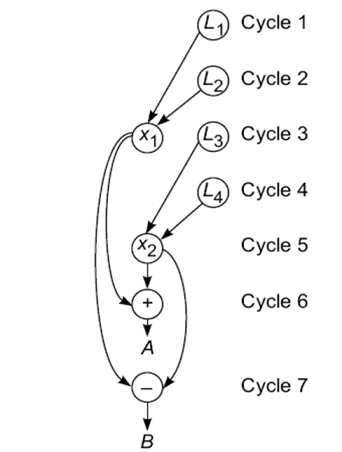 L1 Cycle 1
L2 Cycle 2
x1 L3 Cycle 3
L4 Cycle 4
x2 Cycle 5
+ Cycle 6
A
– Cycle 7
B